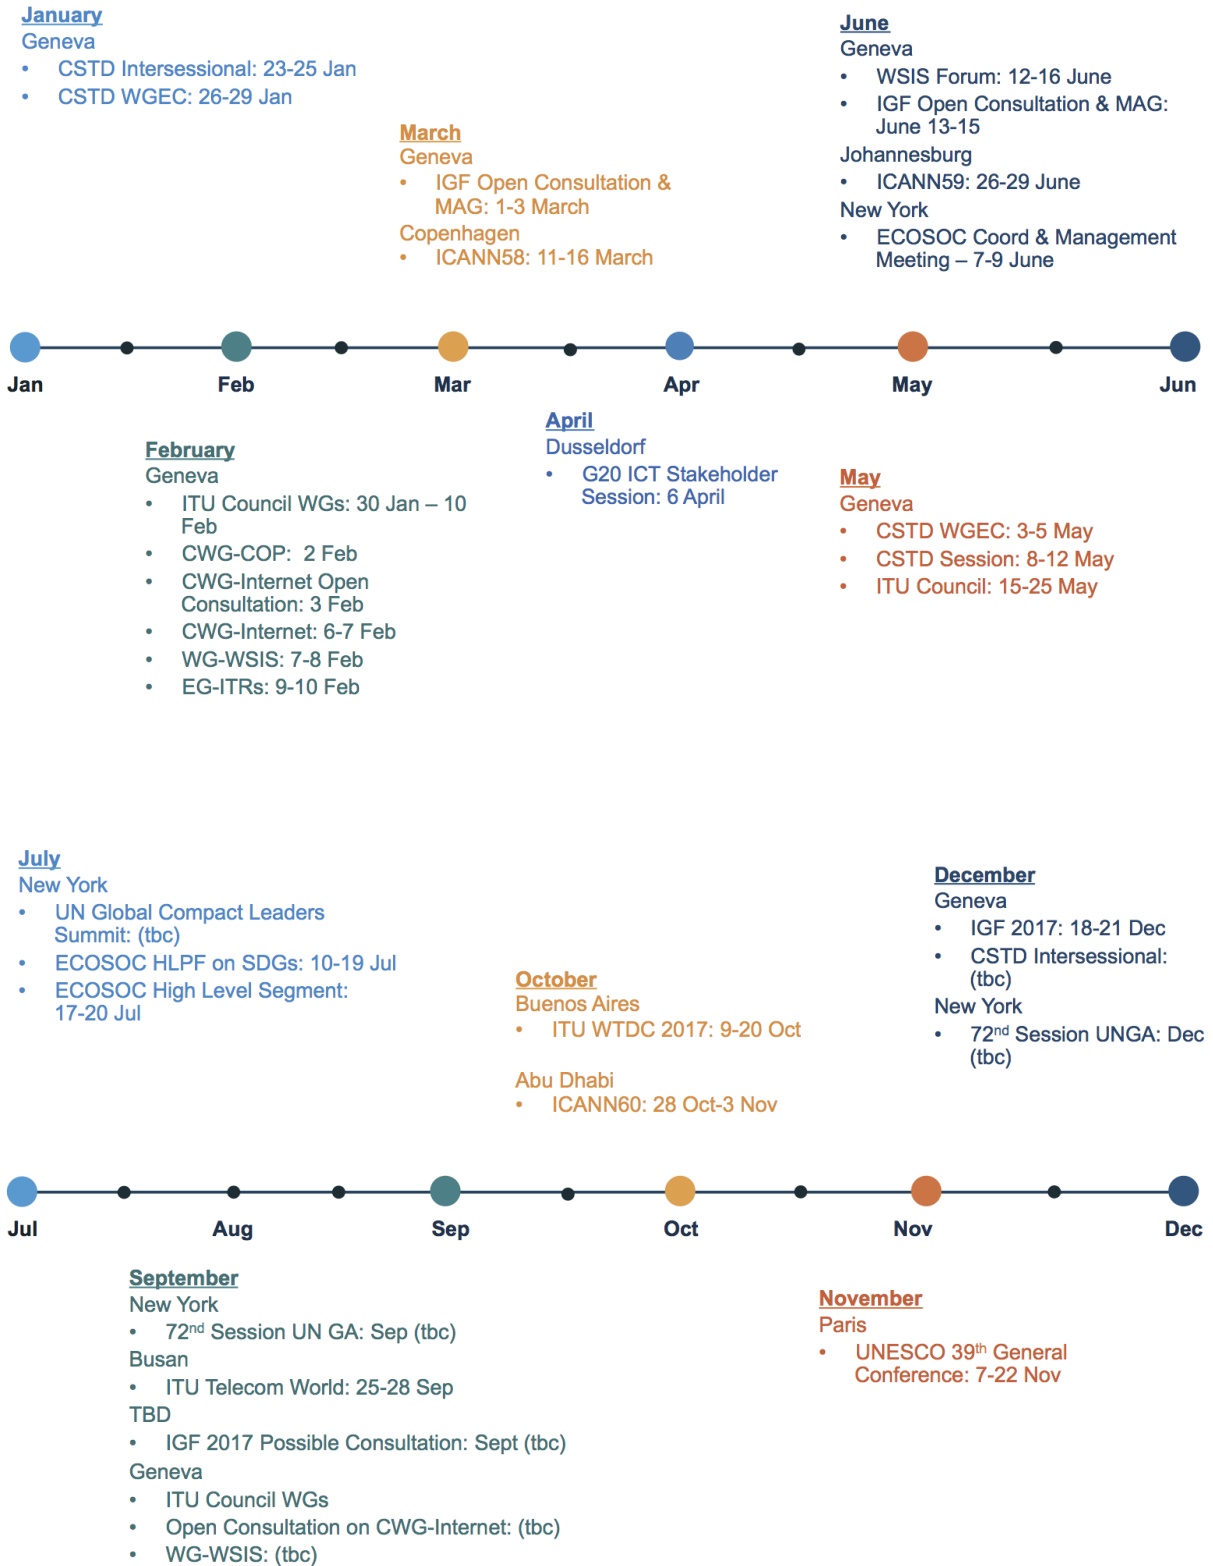 January
Geneva
• CSTD Intersessional: 23-25 Jan
• CSTD WGEC: 26-29 Jan
March
Geneva
• IGF Open Consultation &
MAG: 1-3 March
Copenhagen
• ICANN58: 11-16 March
June
Geneva
• WSIS Forum: 12-16 June
• IGF Open Consultation & MAG:
June 13-15
Johannesburg
• ICANN59: 26-29 June
New York
• ECOSOC Coord & Management
Meeting – 7-9 June
Jan Feb Mar Apr May Jun
February
Geneva
• ITU Council WGs: 30 Jan – 10
Feb
• CWG-COP: 2 Feb
• CWG-Internet Open
Consultation: 3 Feb
• CWG-Internet: 6-7 Feb
• WG-WSIS: 7-8 Feb
• EG-ITRs: 9-10 Feb
April
Dusseldorf
• G20 ICT Stakeholder
Session: 6 April
May
Geneva
• CSTD WGEC: 3-5 May
• CSTD Session: 8-12 May
• ITU Council: 15-25 May
July
New York
• UN Global Compact Leaders
Summit: (tbc)
• ECOSOC HLPF on SDGs: 10-19 Jul
• ECOSOC High Level Segment:
17-20 Jul
October
Buenos Aires
• ITU WTDC 2017: 9-20 Oct
Abu Dhabi
• ICANN60: 28 Oct-3 Nov
December
Geneva
• IGF 2017: 18-21 Dec
• CSTD Intersessional:
(tbc)
New York
• 72nd Session UNGA: Dec
(tbc)
Jul Aug Sep Oct Nov Dec
September
New York
• 72nd Session UN GA: Sep (tbc)
Busan
• ITU Telecom World: 25-28 Sep
TBD
• IGF 2017 Possible Consultation: Sept (tbc)
Geneva
• ITU Council WGs
• Open Consultation on CWG-Internet: (tbc)
• WG-WSIS: (tbc)
November
Paris
• UNESCO 39th General
Conference: 7-22 Nov